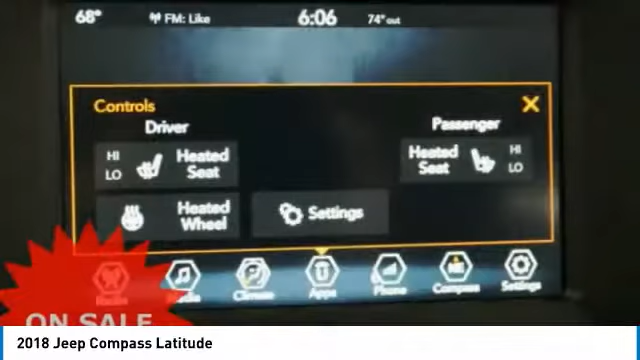 68° FM: Like 6:06 74° out
Controls
Driver Passenger
HI Heated Heated HI
LO Seat Seat LO
Heated Settings
Wheel
Climate Apps Phone Compass Settings
ON SALE
2018 Jeep Compass Latitude